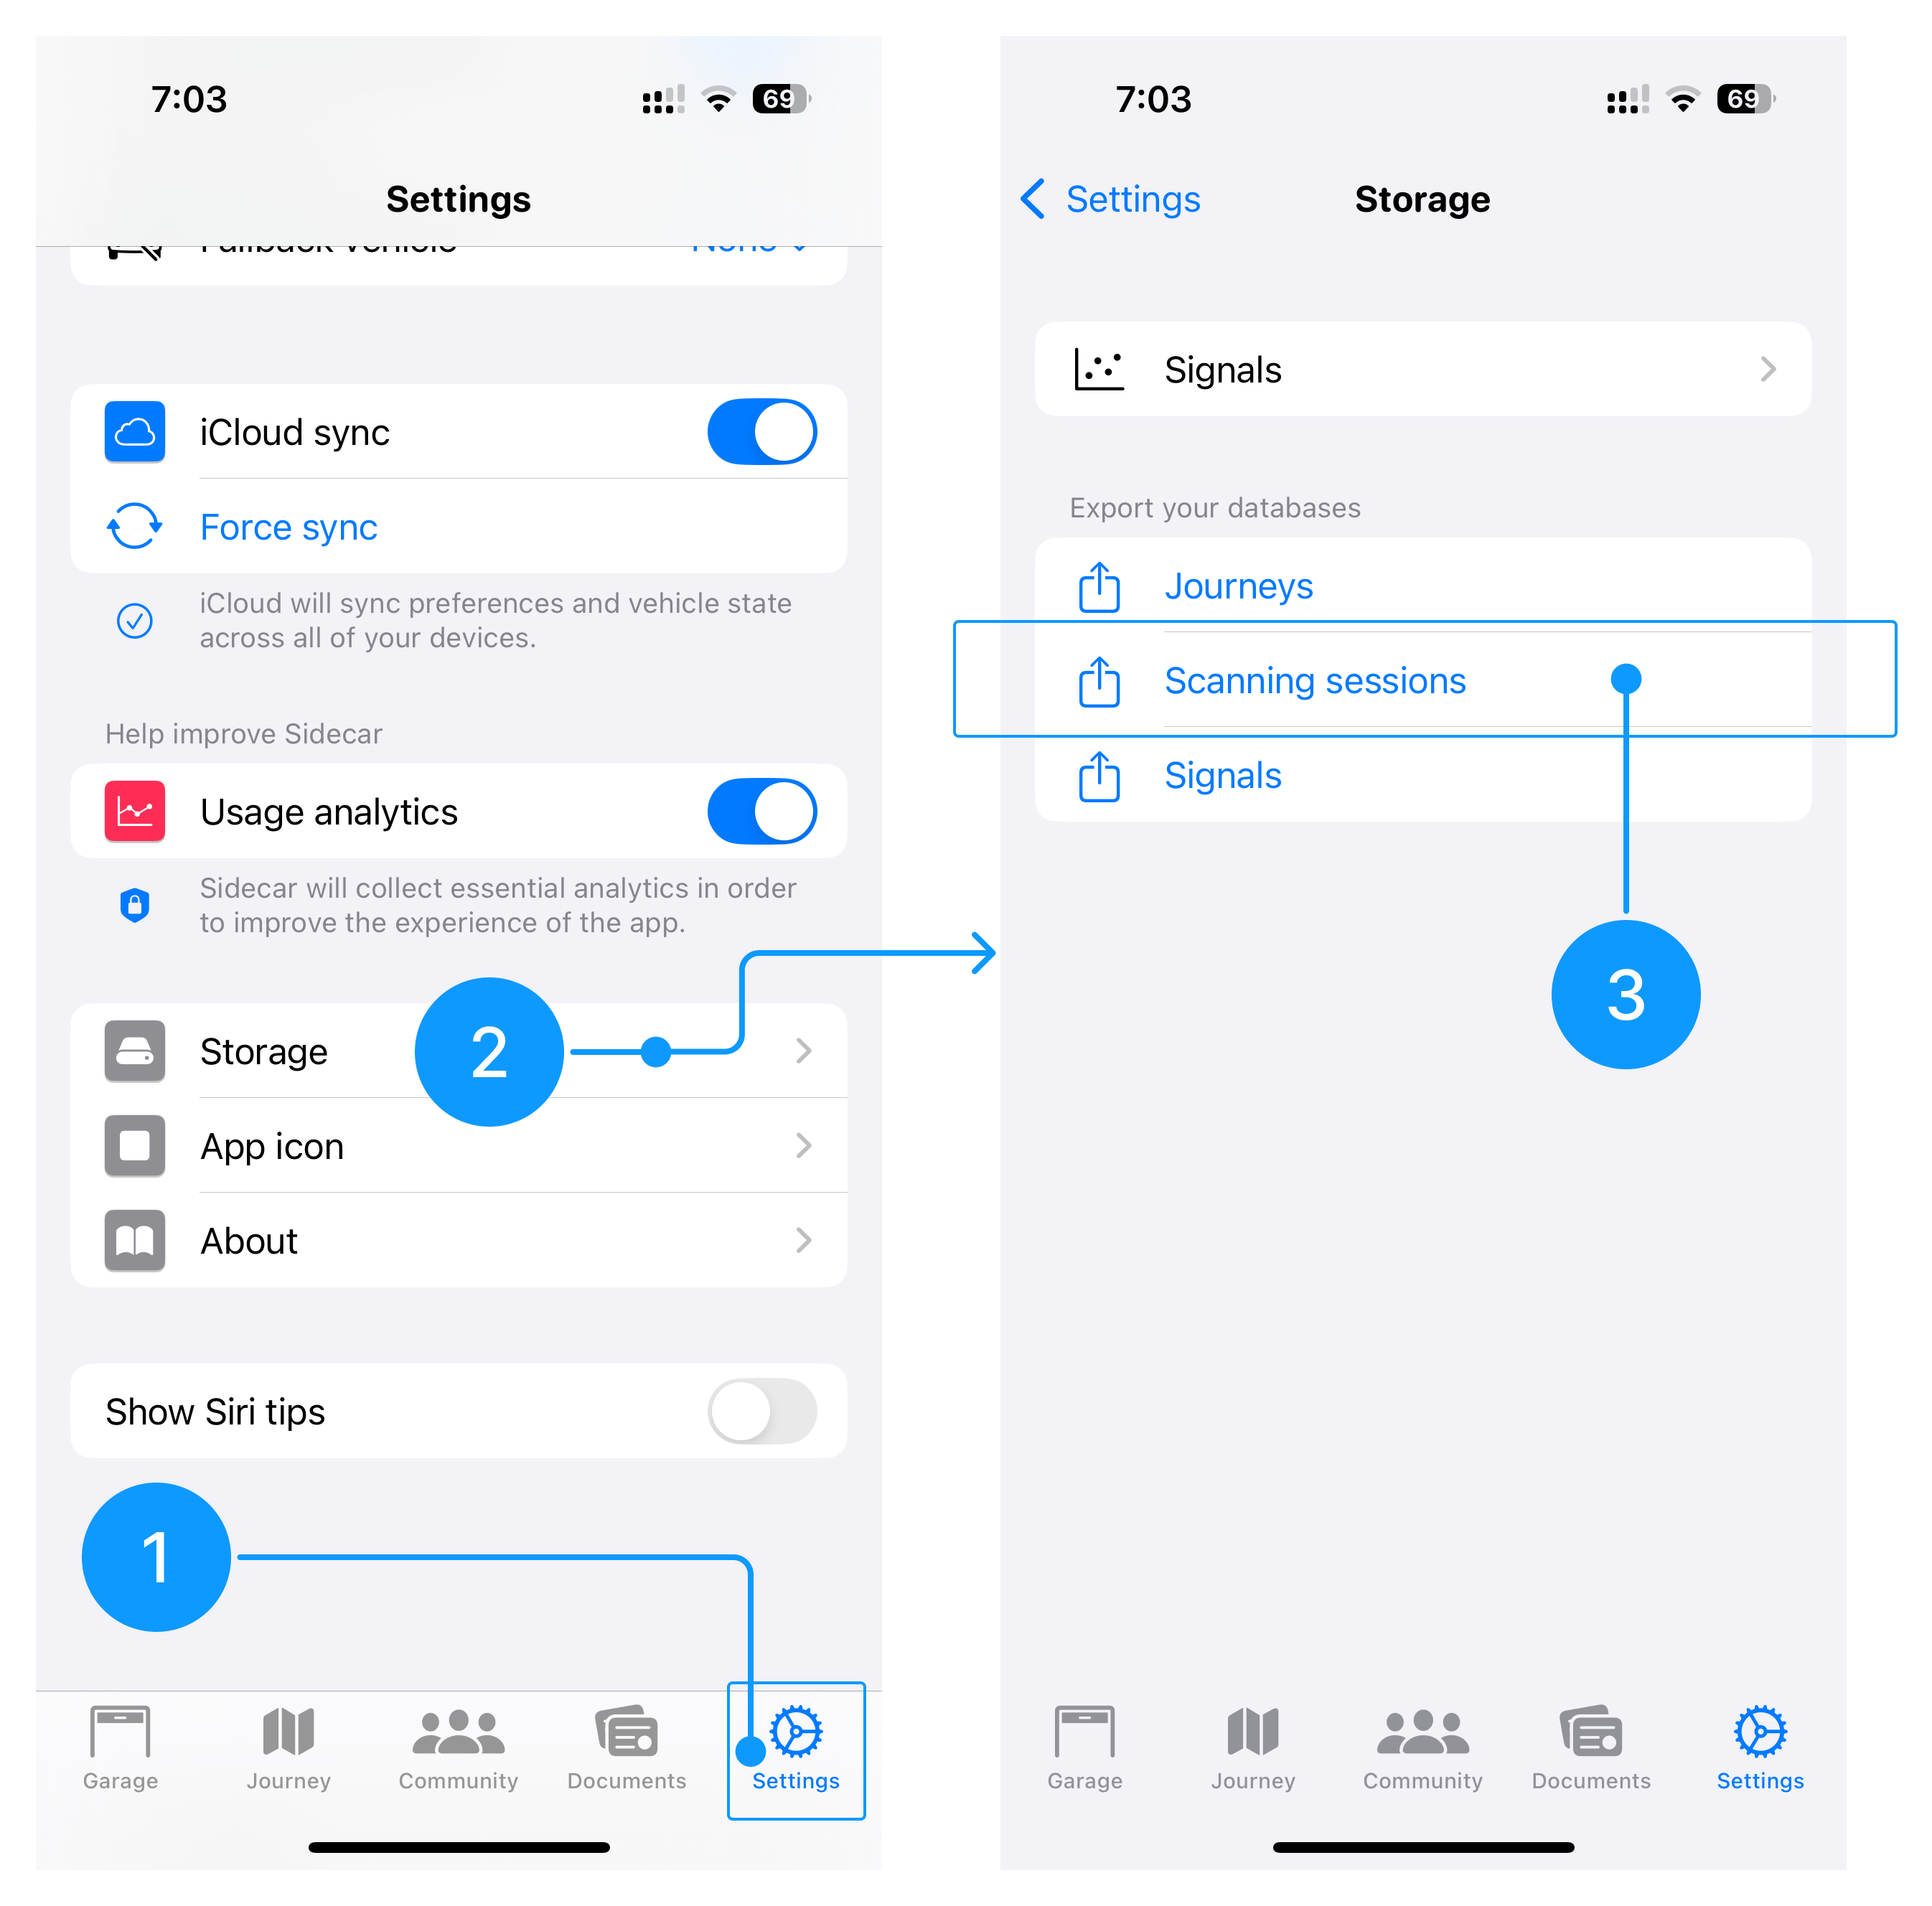 7:03
69
Settings
Fallback vehicle
None
iCloud sync
Force sync
iCloud will sync preferences and vehicle state
across all of your devices.
Help improve Sidecar
Usage analytics
Sidecar will collect essential analytics in order
to improve the experience of the app.
Storage
2
App icon
About
Show Siri tips
1
Garage
Journey
Community
Documents
Settings
7:03
69
Settings
Storage
Signals
Export your databases
Journeys
Scanning sessions
Signals
3
Garage
Journey
Community
Documents
Settings